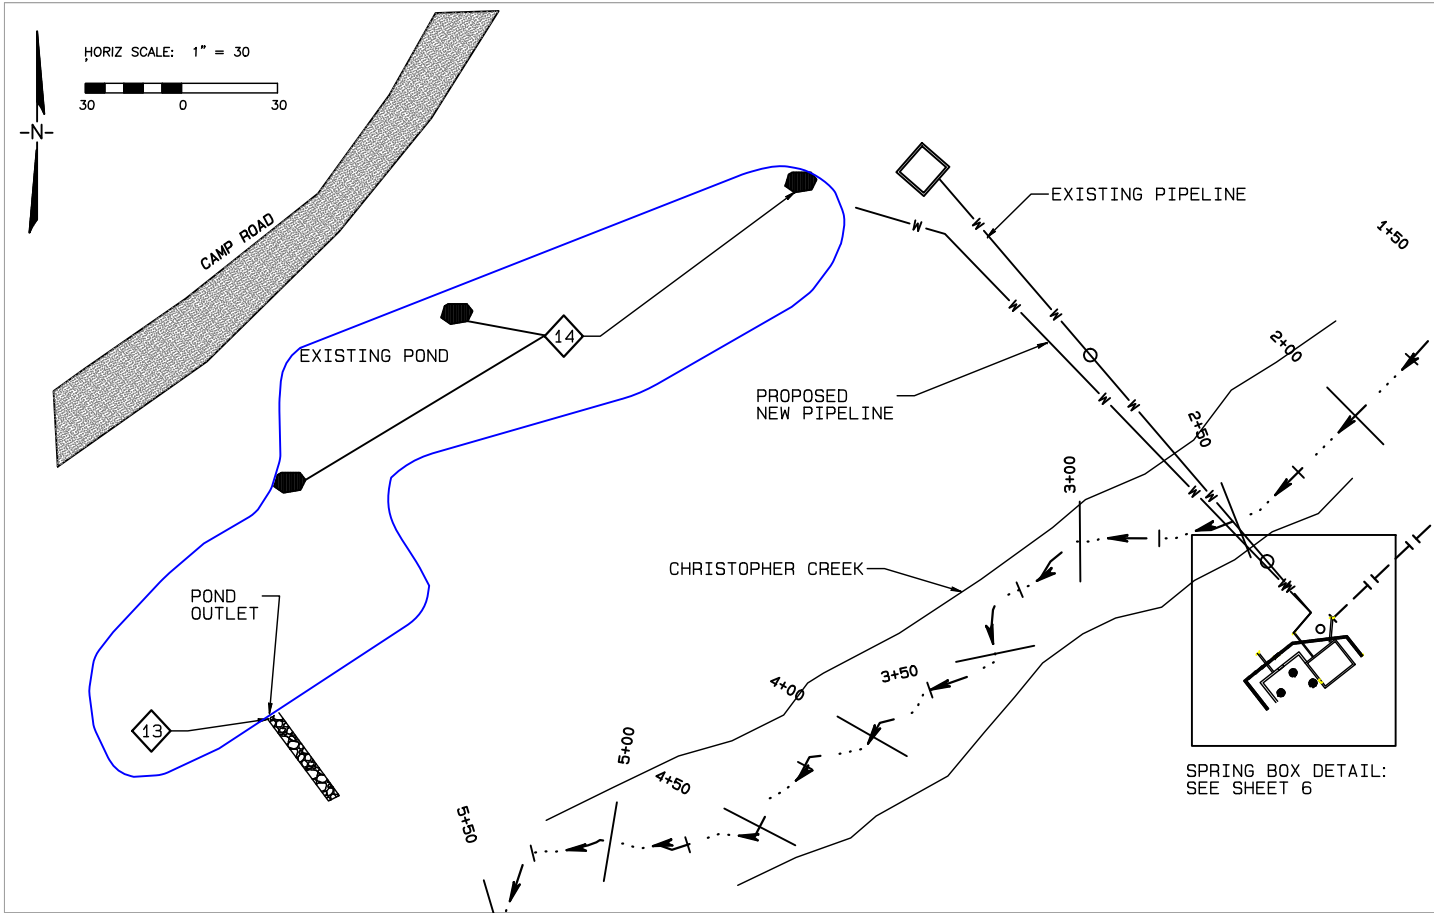 HORIZ SCALE: 1" = 30
'
30 0 30
-N-
CAMP ROAD
EXISTING PIPELINE
W
W
W
W
W
W
W
W
W
1+50
2+00
2+50
3+00
3+50
4+00
4+50
5+00
5+50
14
EXISTING POND
PROPOSED
NEW PIPELINE
CHRISTOPHER CREEK
POND
OUTLET
13
SPRING BOX DETAIL:
SEE SHEET 6